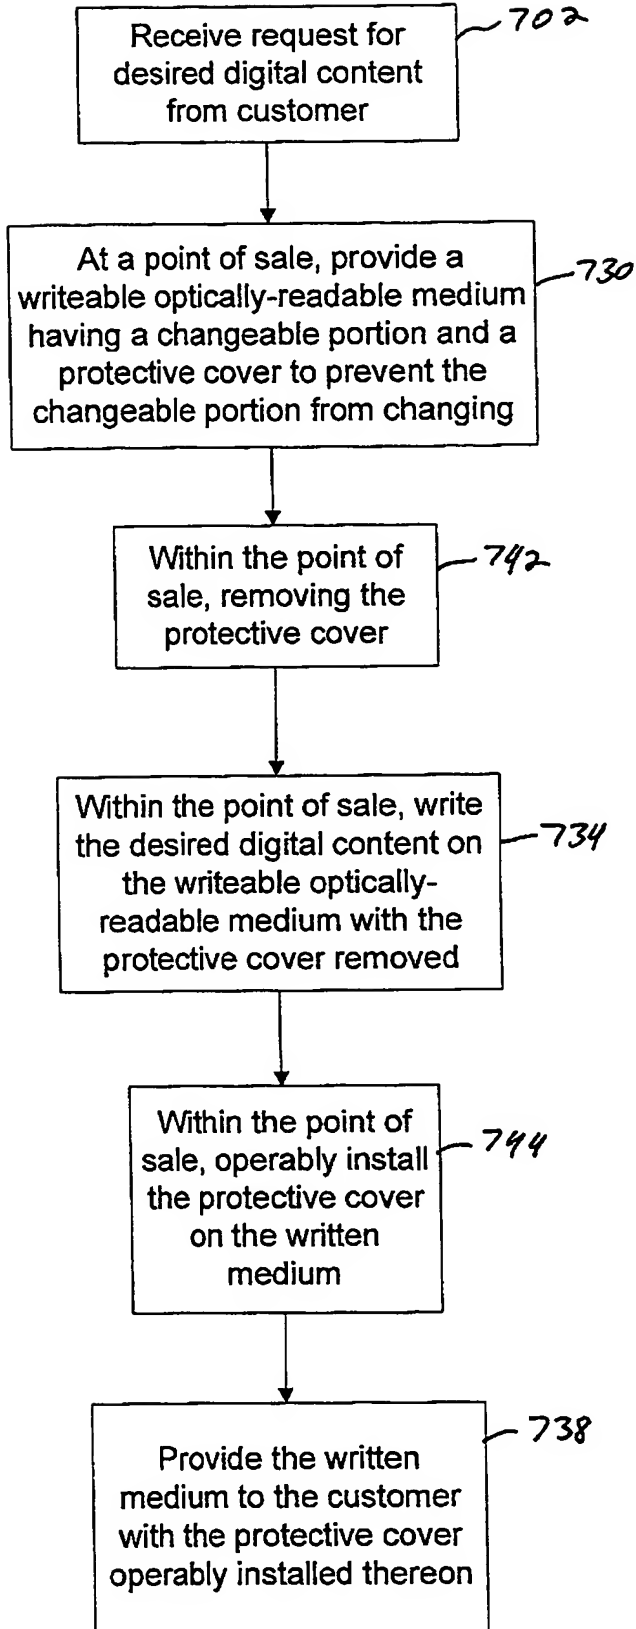 Receive request for
desired digital content
from customer
702
At a point of sale, provide a
writeable optically-readable medium
having a changeable portion and a
protective cover to prevent the
changeable portion from changing
730
Within the point of
sale, removing the
protective cover
742
Within the point of sale, write
the desired digital content on
the writeable optically-
readable medium with the
protective cover removed
734
Within the point of
sale, operably install
the protective cover
on the written
medium
744
Provide the written
medium to the customer
with the protective cover
operably installed thereon
738